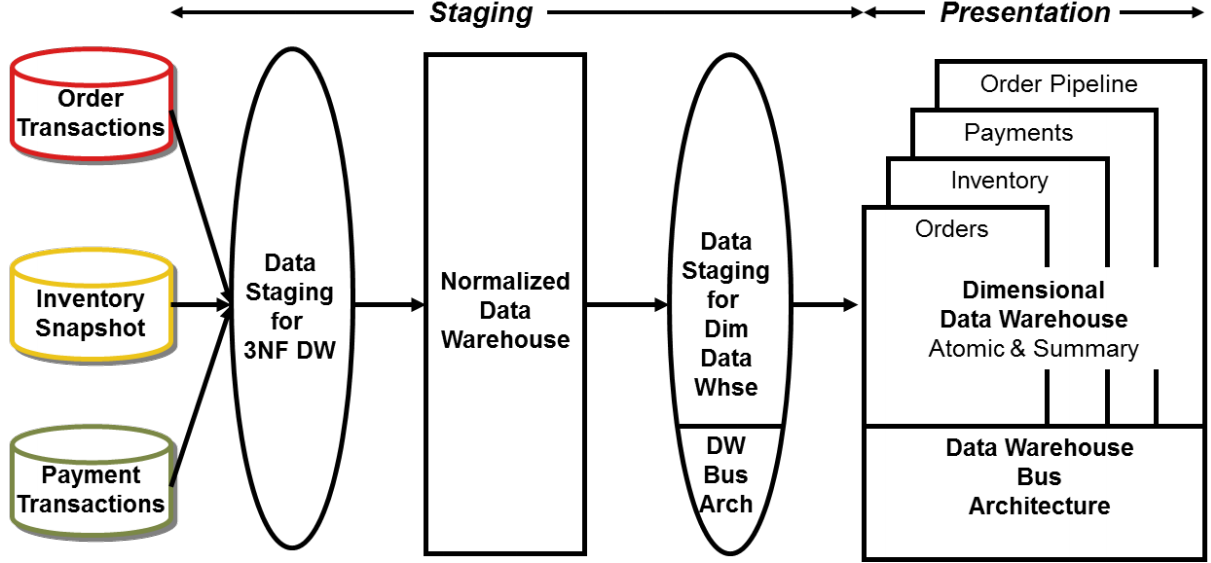 Staging
Presentation
Order
Transactions
Inventory
Snapshot
Payment
Transactions
Data
Staging
for
3NF DW
Normalized
Data
Warehouse
Data
Staging
for
Dim
Data
Whse
DW
Bus
Arch
Order Pipeline
Payments
Inventory
Orders
Dimensional
Data Warehouse
Atomic & Summary
Data Warehouse
Bus
Architecture